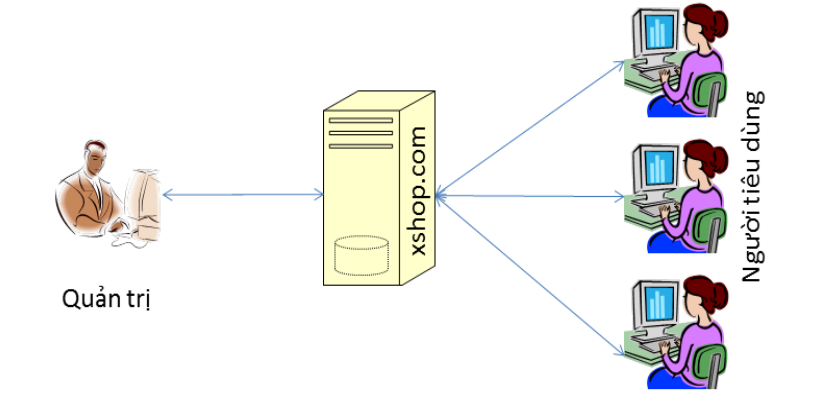 Quản trị
xshop.com
Người tiêu dùng